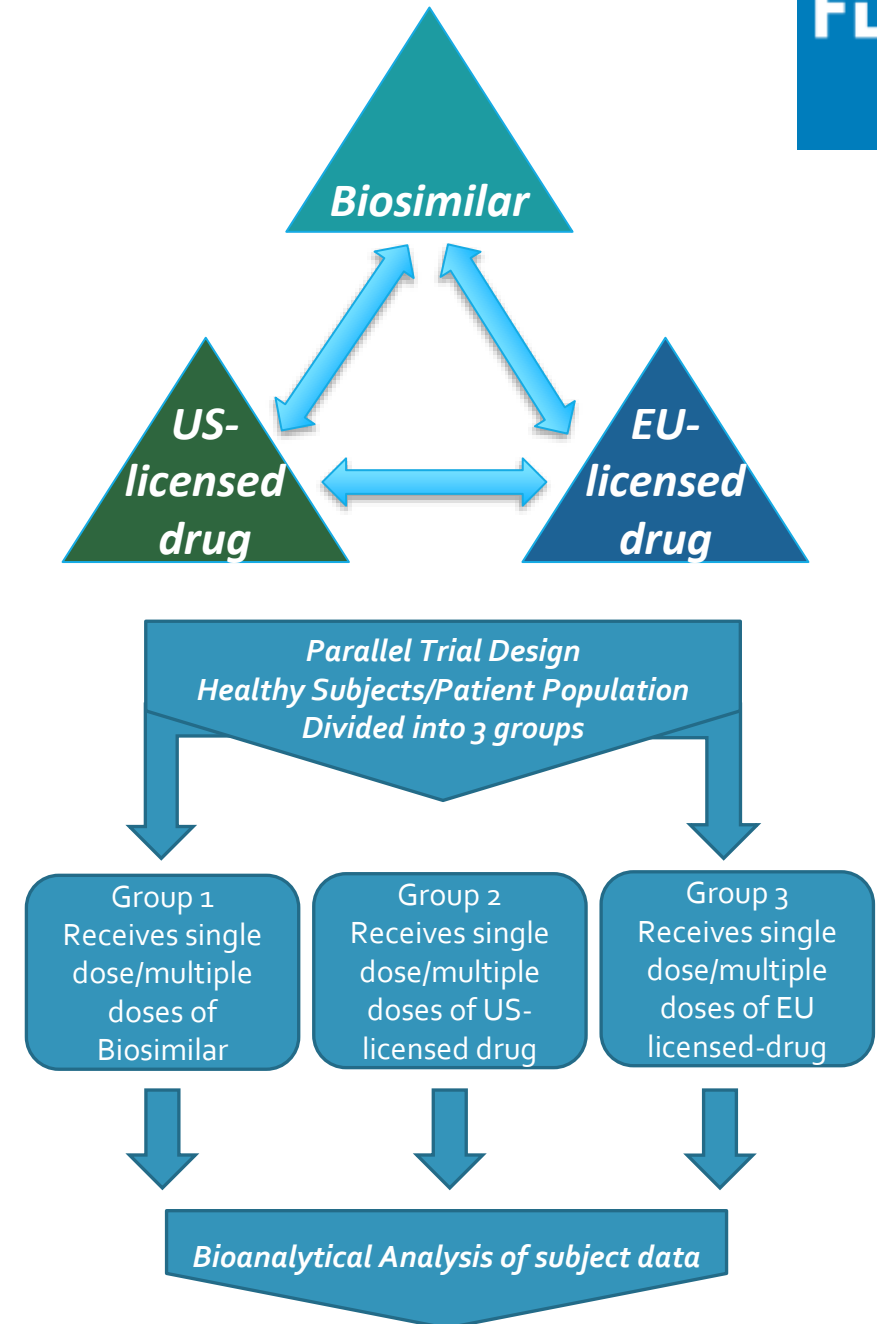 Biosimilar
US-
licensed
drug
EU-
licensed
drug
Parallel Trial Design
Healthy Subjects/Patient Population
Divided into 3 groups
Group 1
Receives single
dose/multiple
doses of
Biosimilar
Group 2
Receives single
dose/multiple
doses of US-
licensed drug
Group 3
Receives single
dose/multiple
doses of EU
licensed-drug
Bioanalytical Analysis of subject data